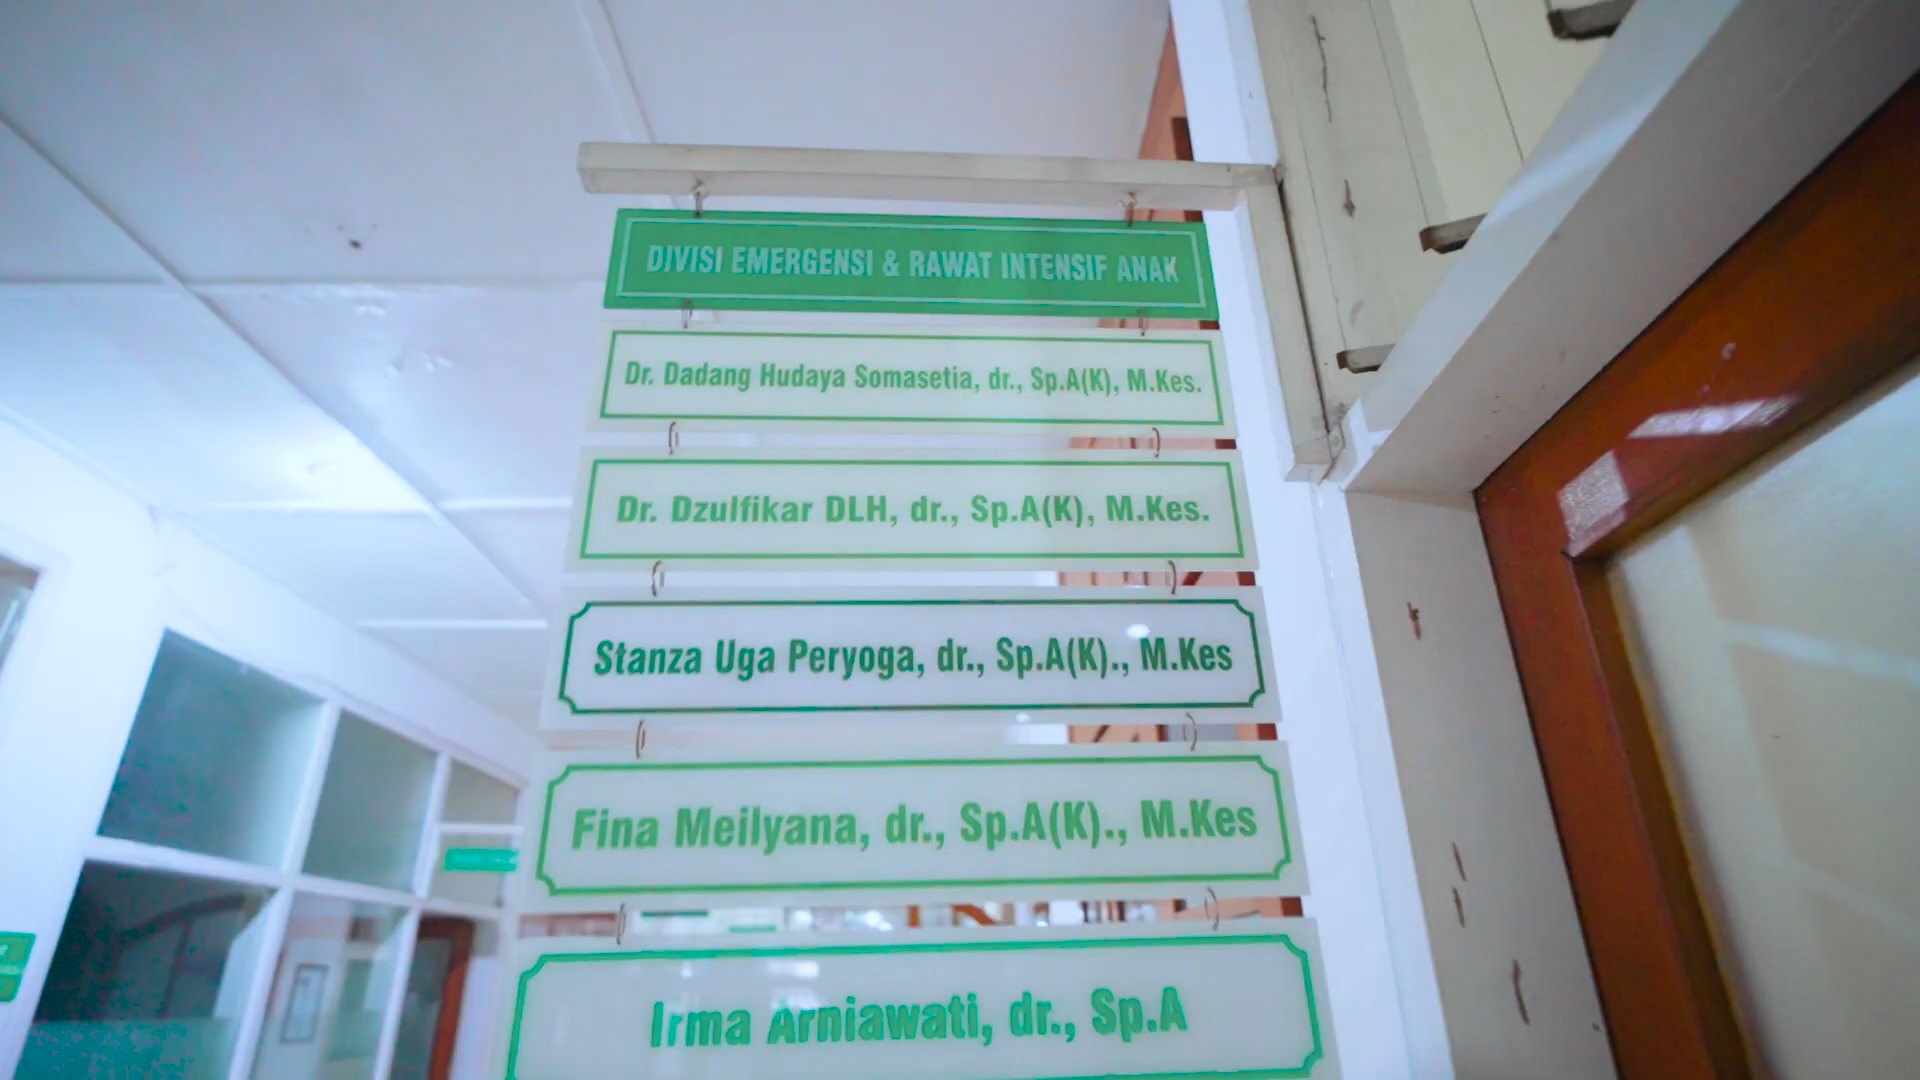 DIVISI EMERGENSI & RAWAT INTENSIF ANAK
Dr. Dadang Hudaya Somasetia, dr., Sp.A(K), M.Kes.
Dr. Dzulfikar DLH, dr., Sp.A(K), M.Kes.
Stanza Uga Peryoga, dr., Sp.A(K)., M.Kes
Fina Meilyana, dr., Sp.A(K)., M.Kes
Irma Arniawati, dr., Sp.A